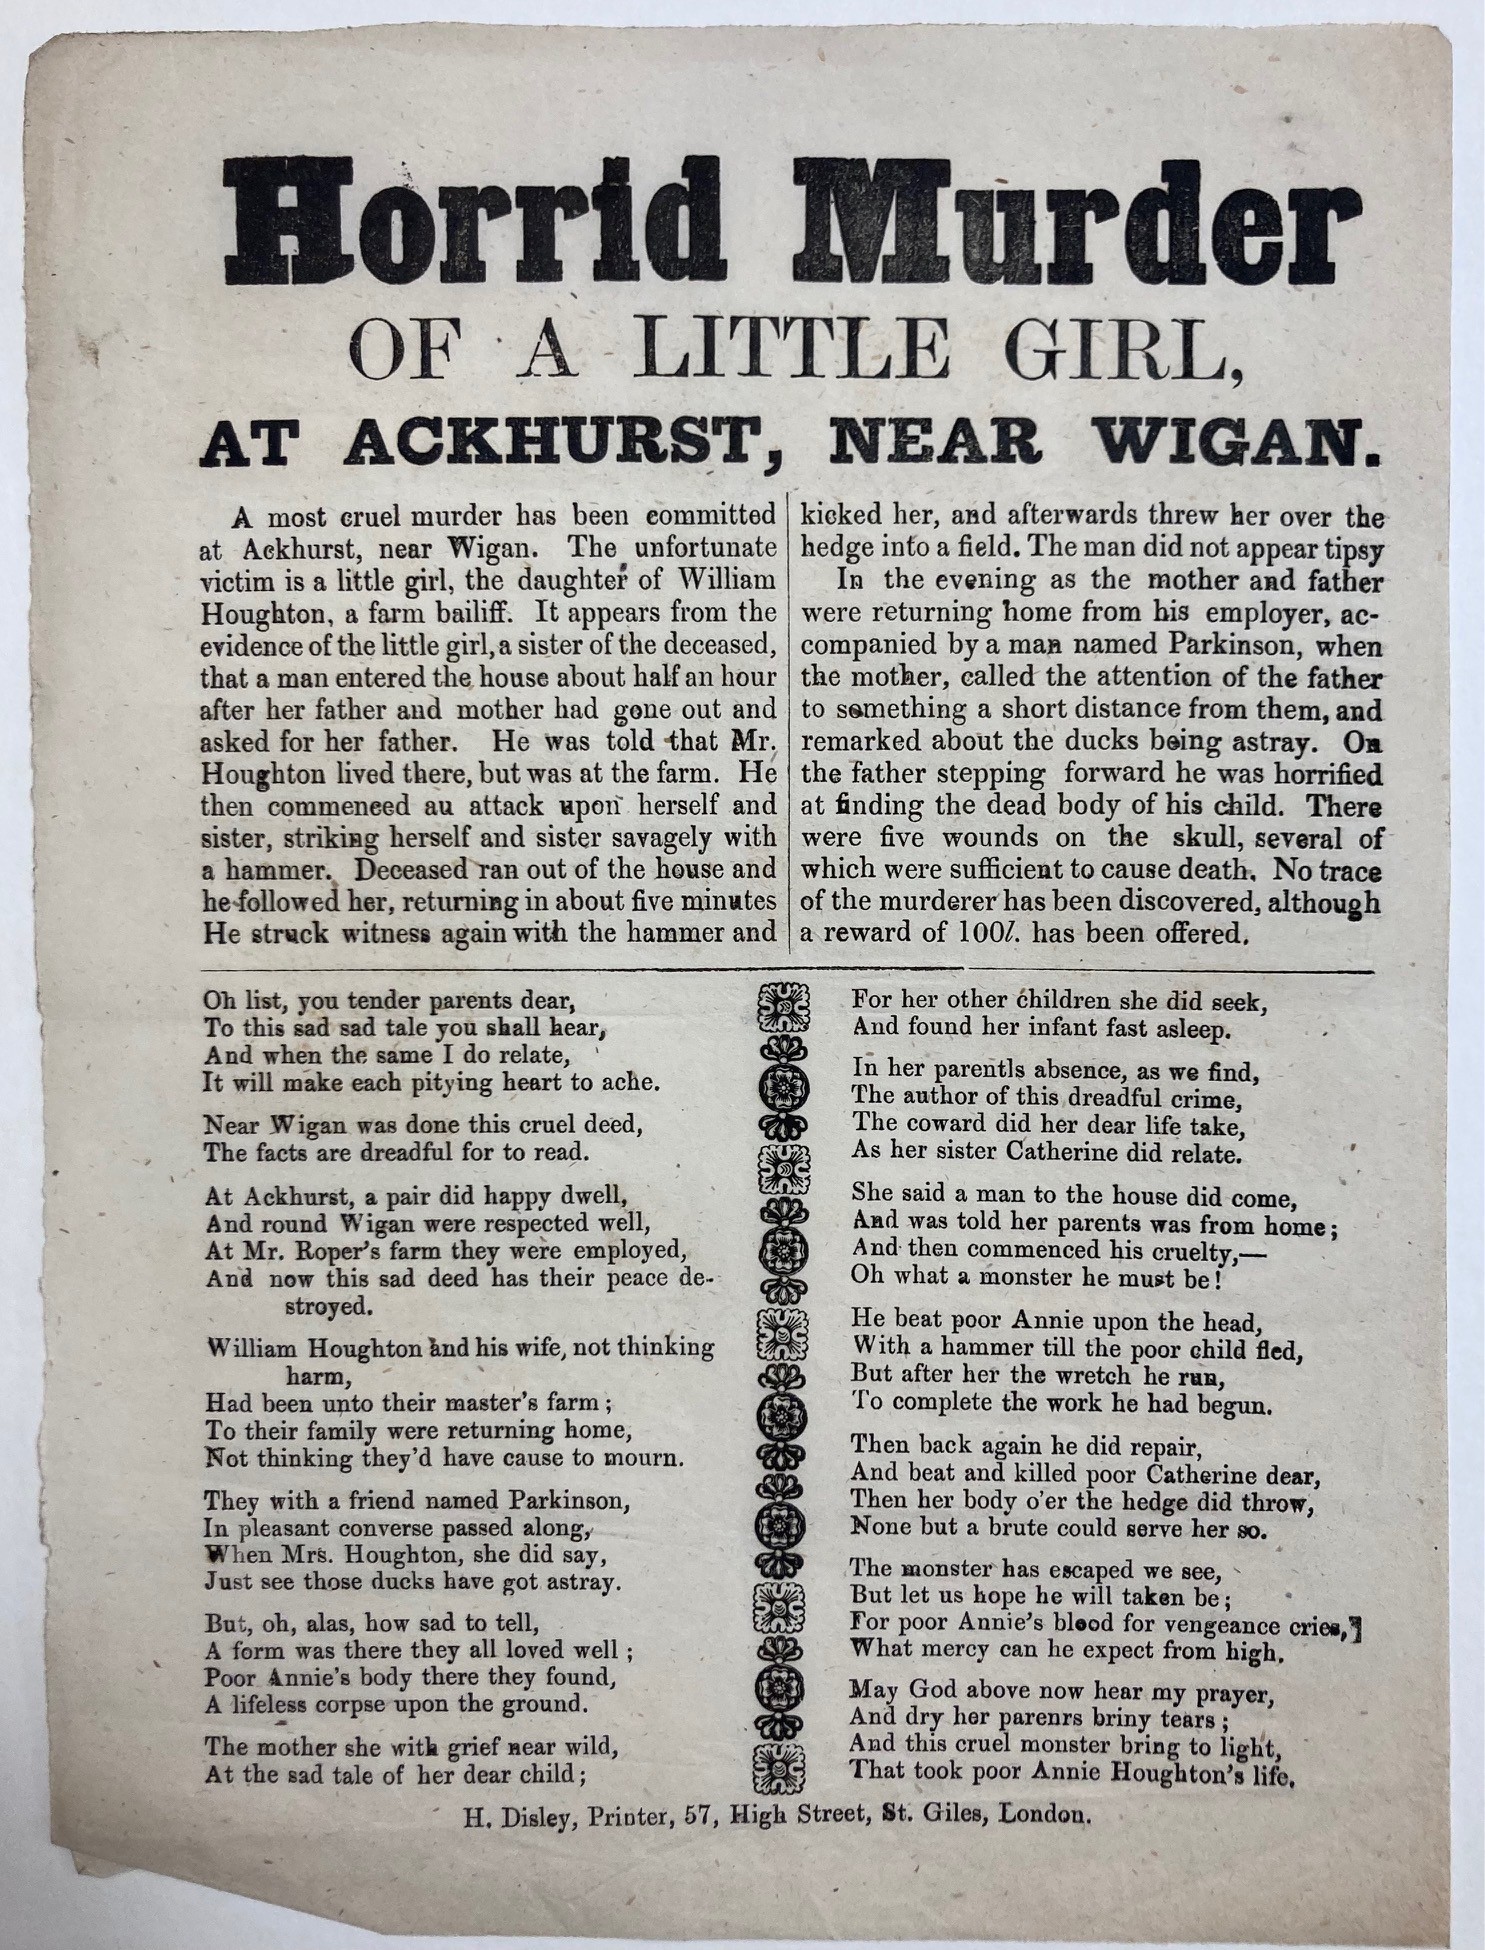 Horrid Murder
OF A LITTLE GIRL,
AT ACKHURST, NEAR WIGAN.
A most cruel murder has been committed
at Ackhurst, near Wigan. The unfortunate
victim is a little girl, the daughter of William
Houghton, a farm bailiff. It appears from the
evidence of the little girl, a sister of the deceased,
that a man entered the house about half an hour
after her father and mother had gone out and
asked for her father. He was told that Mr.
Houghton lived there, but was at the farm. He
then commenced au attack upon herself and
sister, striking herself and sister savagely with
a hammer. Deceased ran out of the house and
he followed her, returning in about five minutes
He struck witness again with the hammer and
kicked her, and afterwards threw her over the
hedge into a field. The man did not appear tipsy
In the evening as the mother and father
were returning home from his employer, ac-
companied by a man named Parkinson, when
the mother, called the attention of the father
to something a short distance from them, and
remarked about the ducks being astray. On
the father stepping forward he was horrified
at finding the dead body of his child. There
were five wounds on the skull, several of
which were sufficient to cause death. No trace
of the murderer has been discovered, although
a reward of 100l. has been offered.
Oh list, you tender parents dear,
To this sad sad tale you shall hear,
And when the same I do relate,
It will make each pitying heart to ache.
Near Wigan was done this cruel deed,
The facts are dreadful for to read.
At Ackhurst, a pair did happy dwell,
And round Wigan were respected well,
At Mr. Roper's farm they were employed,
And now this sad deed has their peace de-
stroyed.
William Houghton and his wife, not thinking
harm,
Had been unto their master's farm;
To their family were returning home,
Not thinking they'd have cause to mourn.
They with a friend named Parkinson,
In pleasant converse passed along,
When Mrs. Houghton, she did say,
Just see those ducks have got astray.
But, oh, alas, how sad to tell,
A form was there they all loved well;
Poor Annie's body there they found,
A lifeless corpse upon the ground.
The mother she with grief near wild,
At the sad tale of her dear child;
For her other children she did seek,
And found her infant fast asleep.
In her parentls absence, as we find,
The author of this dreadful crime,
The coward did her dear life take,
As her sister Catherine did relate.
She said a man to the house did come,
And was told her parents was from home;
And then commenced his cruelty,—
Oh what a monster he must be!
He beat poor Annie upon the head,
With a hammer till the poor child fled,
But after her the wretch he run,
To complete the work he had begun.
Then back again he did repair,
And beat and killed poor Catherine dear,
Then her body o'er the hedge did throw,
None but a brute could serve her so.
The monster has escaped we see,
But let us hope he will taken be;
For poor Annie's blood for vengeance cries,]
What mercy can he expect from high.
May God above now hear my prayer,
And dry her parenrs briny tears;
And this cruel monster bring to light,
That took poor Annie Houghton's life.
H. Disley, Printer, 57, High Street, St. Giles, London.